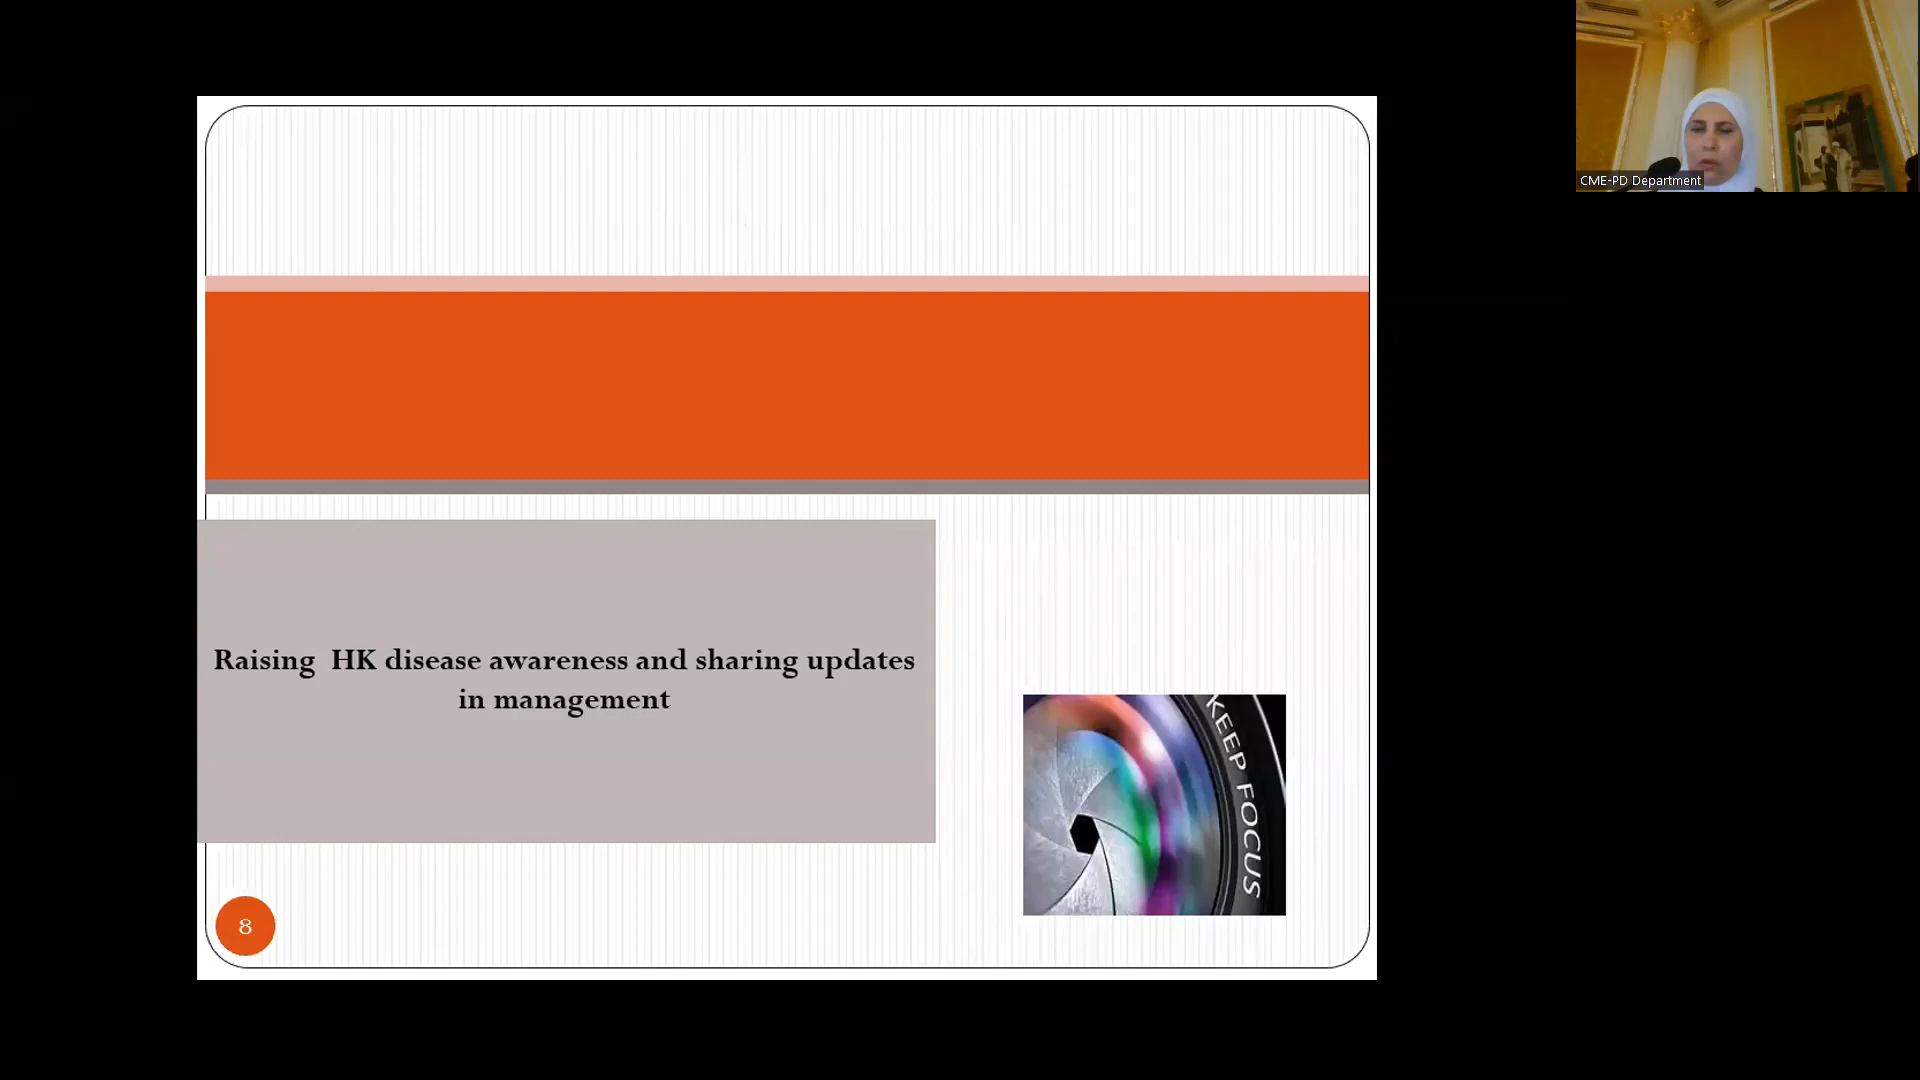 CME-PD Department
Raising HK disease awareness and sharing updates
in management
KEEP FOCUS
8